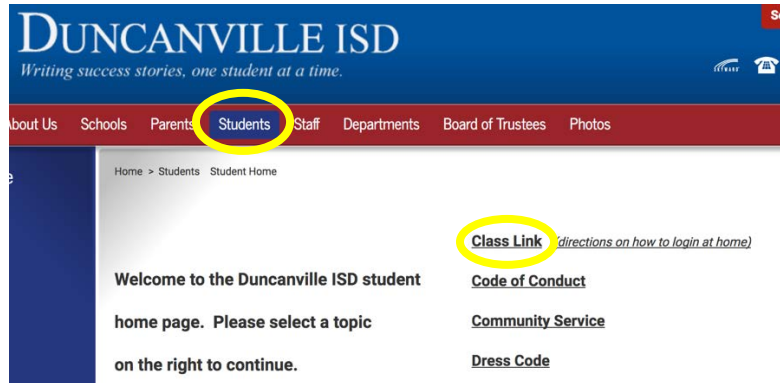 DUNCANVILLE ISD
Writing success stories, one student at a time.
About Us Schools Parents Students Staff Departments Board of Trustees Photos
Home > Students Student Home
Class Link (directions on how to login at home)
Welcome to the Duncanville ISD student
Code of Conduct
home page. Please select a topic
Community Service
on the right to continue.
Dress Code